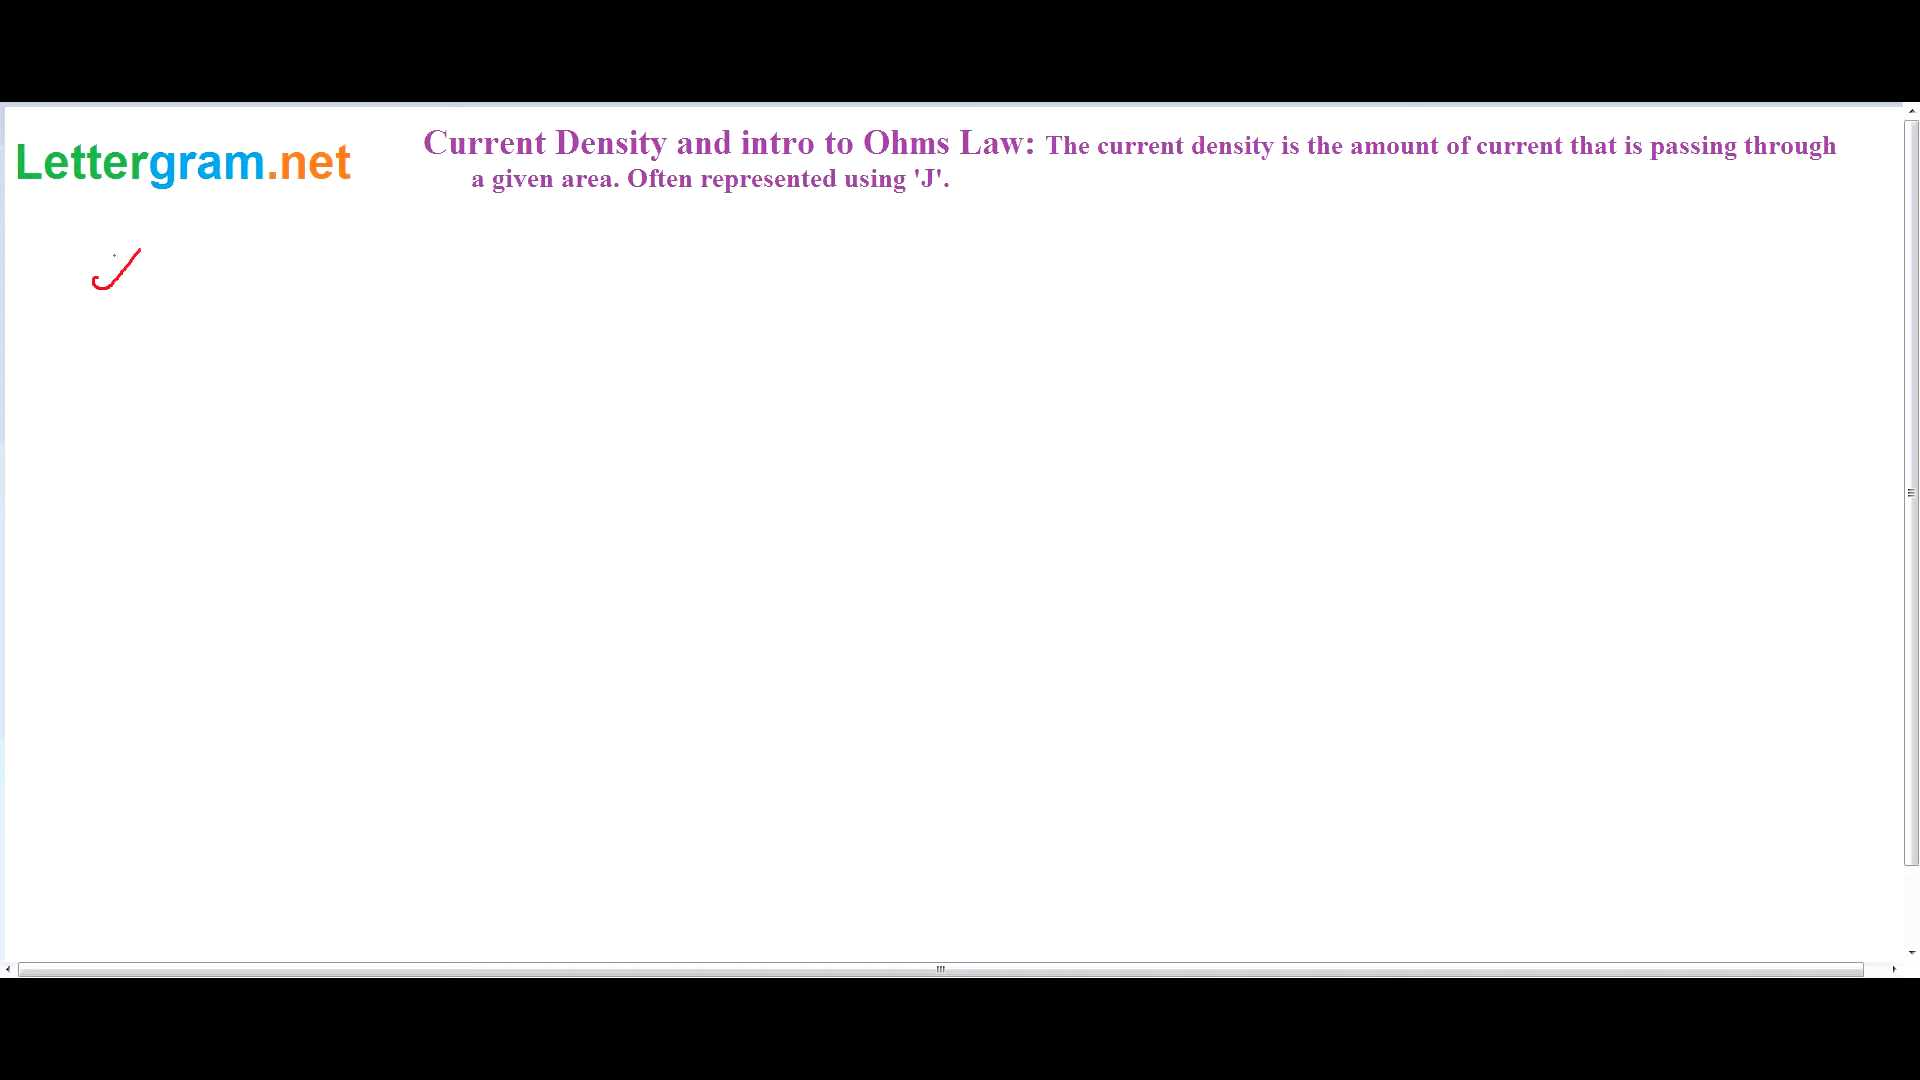 Lettergram.net
Current Density and intro to Ohms Law: The current density is the amount of current that is passing through
a given area. Often represented using 'J'.
J